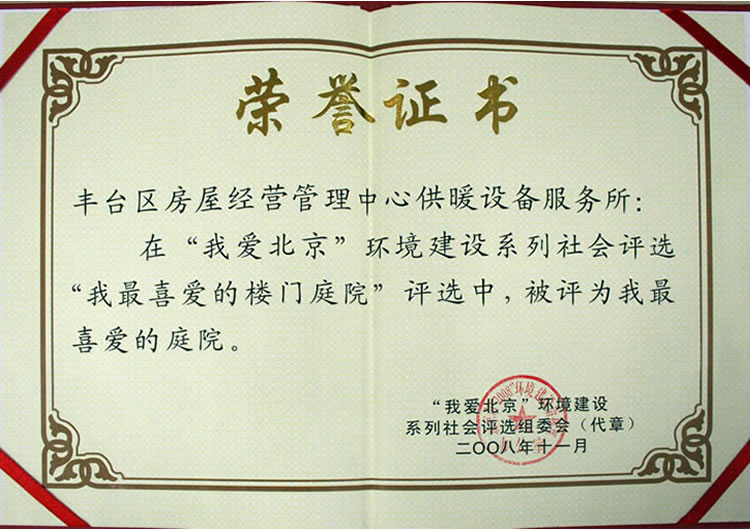 荣誉证书
丰台区房屋经营管理中心供暖设备服务所：
在“我爱北京”环境建设系列社会评选
“我最喜爱的楼门庭院”评选中，被评为我最
喜爱的庭院。
“我爱北京”环境建设
系列社会评选组委会（代章）
二〇〇八年十一月